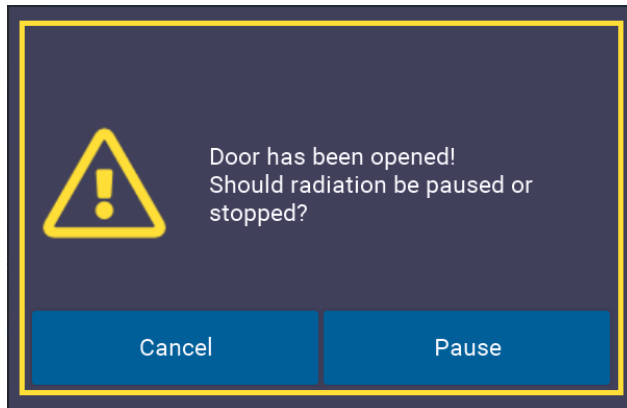 Door has been opened!
Should radiation be paused or
stopped?
Cancel
Pause